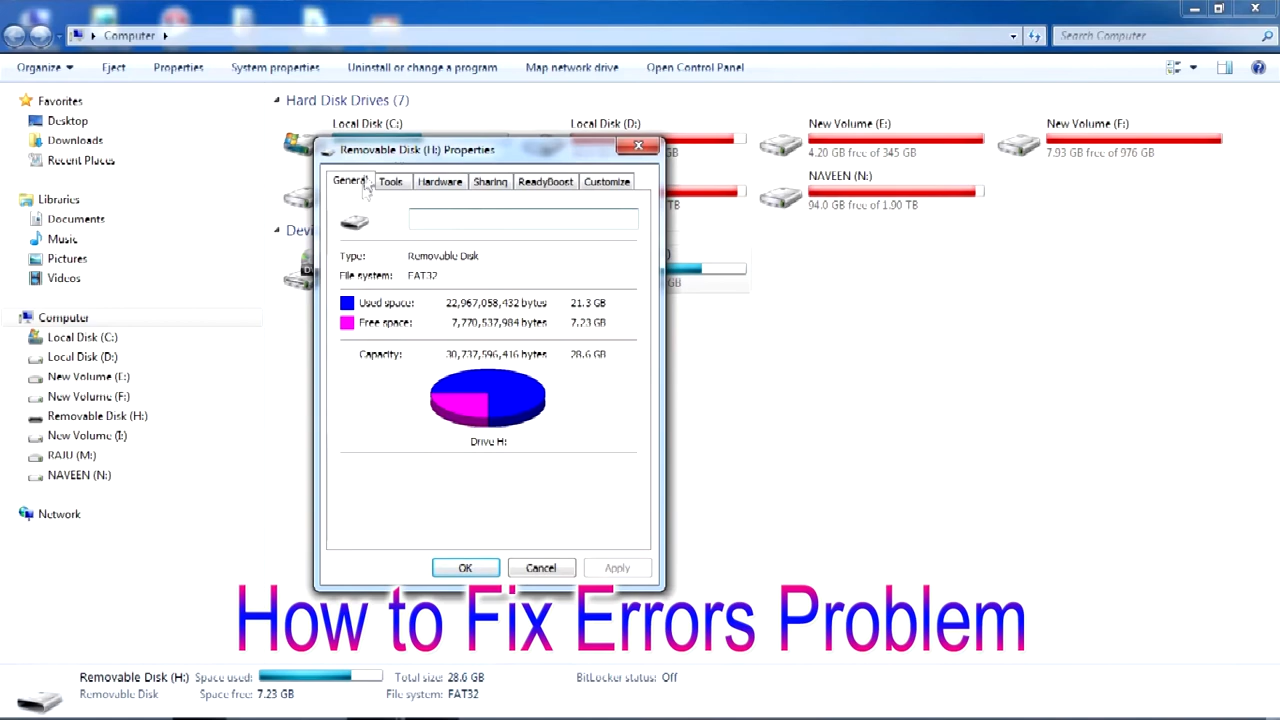 Computer
Search Computer
Organize Eject Properties System properties Uninstall or change a program Map network drive Open Control Panel
Favorites
Desktop
Downloads
Recent Places
Libraries
Documents
Music
Pictures
Videos
Computer
Local Disk (C:)
Local Disk (D:)
New Volume (E:)
New Volume (F:)
Removable Disk (H:)
New Volume (I:)
RAJU (M:)
NAVEEN (N:)
Network
Hard Disk Drives (7)
Local Disk (C:) Local Disk (D:) New Volume (E:) New Volume (F:)
GB 4.20 GB free of 345 GB 7.93 GB free of 976 GB
NAVEEN (N:)
TB 94.0 GB free of 1.90 TB
Devi
GB
Removable Disk (H:) Properties
General Tools Hardware Sharing ReadyBoost Customize
Type: Removable Disk
File system: FAT32
Used space: 22,967,058,432 bytes 21.3 GB
Free space: 7,770,537,984 bytes 7.23 GB
Capacity: 30,737,596,416 bytes 28.6 GB
Drive H:
OK Cancel Apply
How to Fix Errors Problem
Removable Disk (H:) Space used: Total size: 28.6 GB BitLocker status: Off
Removable Disk Space free: 7.23 GB File system: FAT32